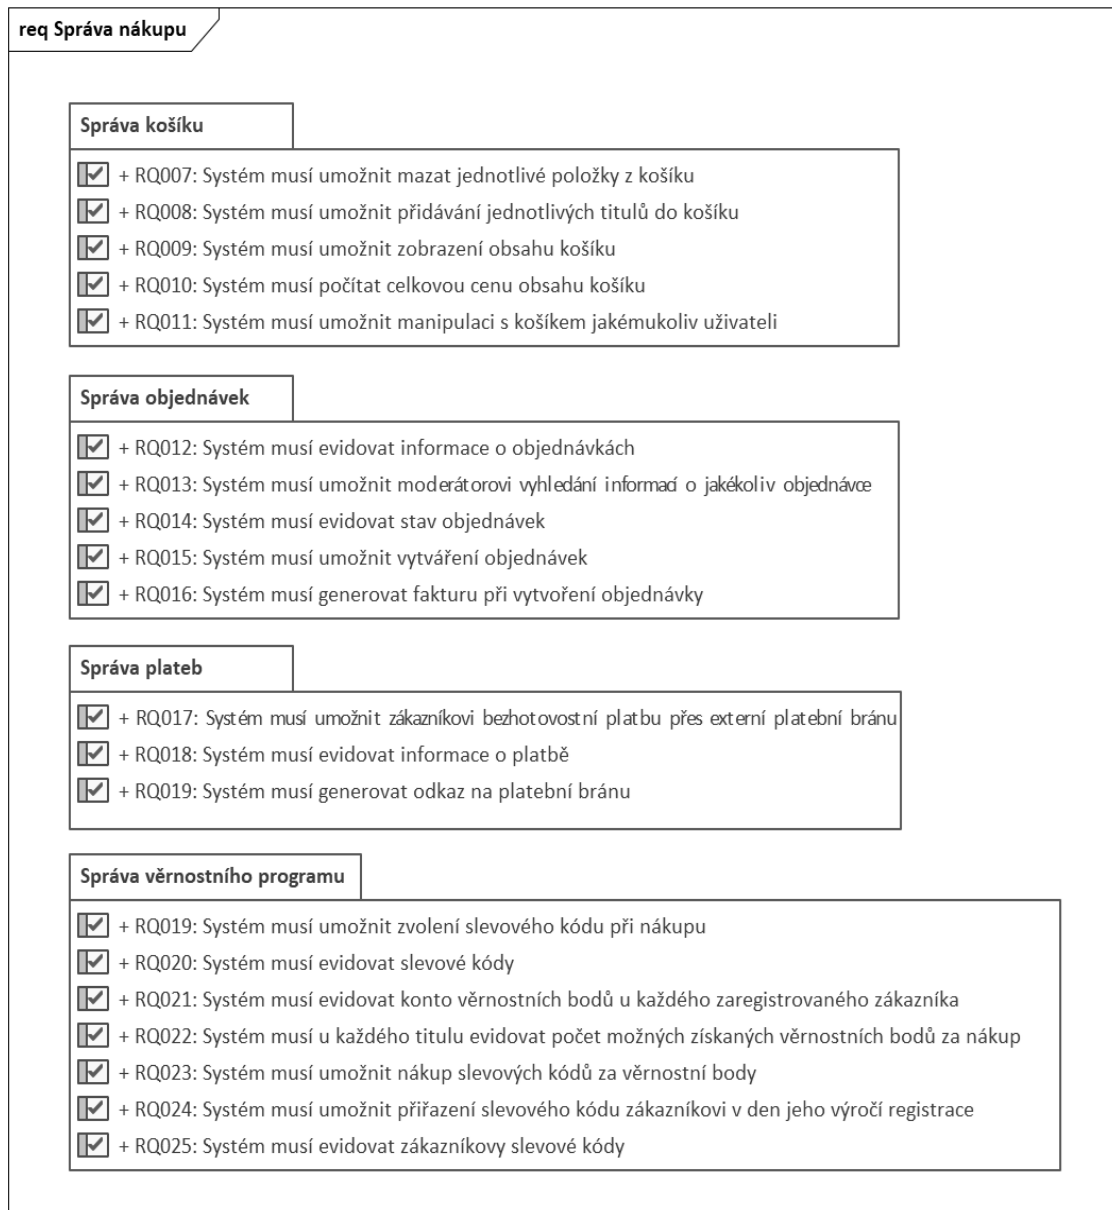 req Správa nákupu
Správa košíku
+ RQ007: Systém musí umožnit mazat jednotlivé položky z košíku
+ RQ008: Systém musí umožnit přidávání jednotlivých titulů do košíku
+ RQ009: Systém musí umožnit zobrazení obsahu košíku
+ RQ010: Systém musí počítat celkovou cenu obsahu košíku
+ RQ011: Systém musí umožnit manipulaci s košíkem jakémukoliv uživateli
Správa objednávek
+ RQ012: Systém musí evidovat informace o objednávkách
+ RQ013: Systém musí umožnit moderátorovi vyhledání informací o jakékoliv objednávce
+ RQ014: Systém musí evidovat stav objednávek
+ RQ015: Systém musí umožnit vytváření objednávek
+ RQ016: Systém musí generovat fakturu při vytvoření objednávky
Správa plateb
+ RQ017: Systém musí umožnit zákazníkovi bezhotovostní platbu přes externí platební bránu
+ RQ018: Systém musí evidovat informace o platbě
+ RQ019: Systém musí generovat odkaz na platební bránu
Správa věrnostního programu
+ RQ019: Systém musí umožnit zvolení slevového kódu při nákupu
+ RQ020: Systém musí evidovat slevové kódy
+ RQ021: Systém musí evidovat konto věrnostních bodů u každého zaregistrovaného zákazníka
+ RQ022: Systém musí u každého titulu evidovat počet možných získaných věrnostních bodů za nákup
+ RQ023: Systém musí umožnit nákup slevových kódů za věrnostní body
+ RQ024: Systém musí umožnit přiřazení slevového kódu zákazníkovi v den jeho výročí registrace
+ RQ025: Systém musí evidovat zákazníkovy slevové kódy